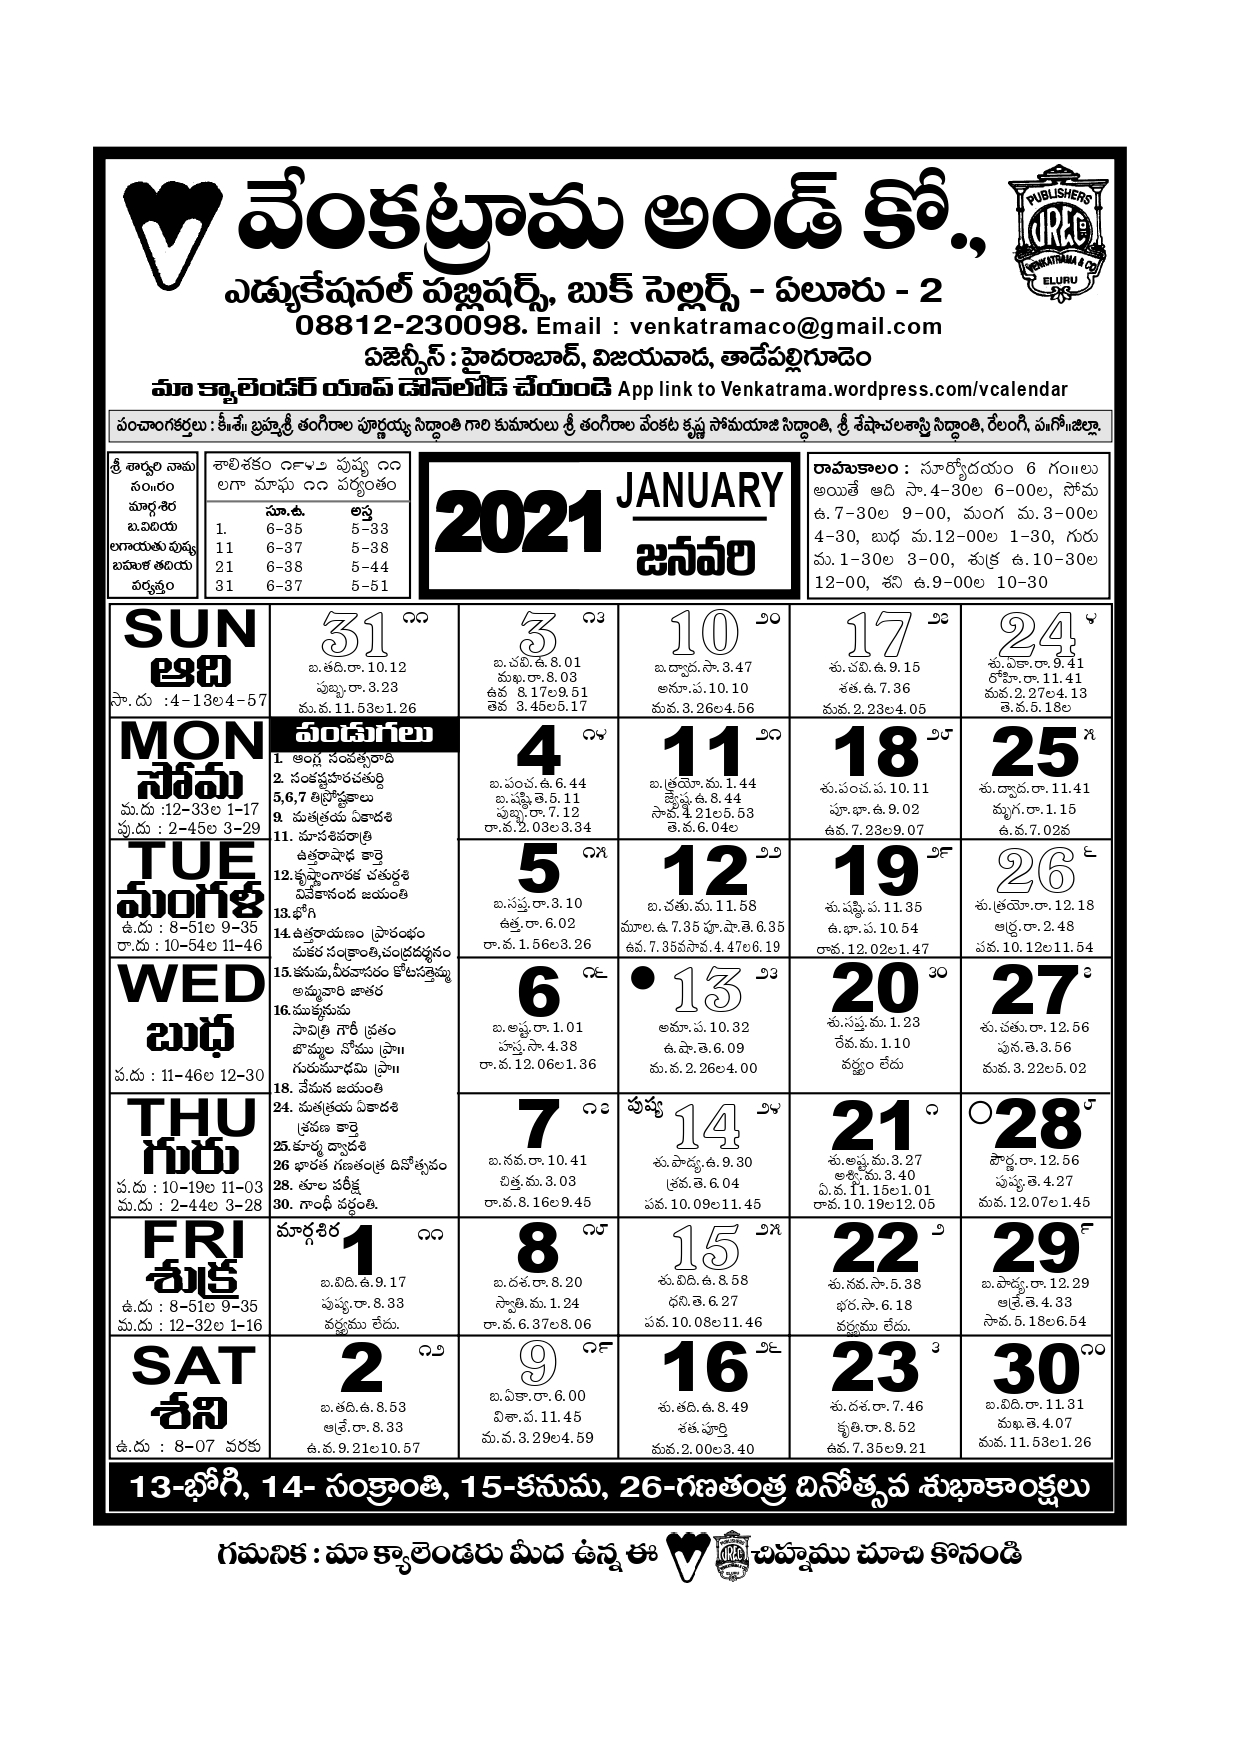 వేంకట్రామ అండ్ కో.,
PUBLISHERS
VREC
VENKATRAMA & CO
ELURU
ఎడ్యుకేషనల్ పబ్లిషర్స్, బుక్ సెల్లర్స్ - ఏలూరు - 2
08812-230098. Email : venkatramaco@gmail.com
ఏజెన్సీస్ : హైదరాబాద్, విజయవాడ, తాడేపల్లిగూడెం
మా క్యాలెండర్ యాప్ డౌన్‌లోడ్ చేయండి App link to Venkatrama.wordpress.com/vcalendar
పంచాంగకర్తలు : కీ॥శే॥ బ్రహ్మశ్రీ తంగిరాల పూర్ణయ్య సిద్ధాంతి గారి కుమారులు శ్రీ తంగిరాల వేంకట కృష్ణ సోమయాజి సిద్ధాంతి, శ్రీ శేషాచలశాస్త్రి సిద్ధాంతి, రేలంగి, ప॥గో॥జిల్లా.
శ్రీ శార్వరి నామ
సం॥రం
మార్గశిర
బ.విదియ
లగాయతు పుష్య
బహుళ తదియ
పర్యన్తం
శాలిశకం ౧౯౪౨ పుష్య ౧౧
లగా మాఘ ౧౧ పర్యంతం
సూ.ఉ. అస్త
1. 6-35 5-33
11 6-37 5-38
21 6-38 5-44
31 6-37 5-51
2021 JANUARY
జనవరి
రాహుకాలం : సూర్యోదయం 6 గం॥లు
అయితే ఆది సా.4-30ల 6-00ల, సోమ
ఉ.7-30ల 9-00, మంగ మ.3-00ల
4-30, బుధ మ.12-00ల 1-30, గురు
మ.1-30ల 3-00, శుక్ర ఉ.10-30ల
12-00, శని ఉ.9-00ల 10-30
SUN
ఆది
సా.దు :4-13ల4-57
31 ౧౧
బ.తది.రా.10.12
పుబ్బ.రా.3.23
మ.వ.11.53ల1.26
3 ౧౩
బ.చవి.ఉ.8.01
మఖ.రా.8.03
ఉవ 8.17ల9.51
తెవ 3.45ల5.17
10 ౨౦
బ.ద్వాద.సా.3.47
అనూ.ప.10.10
మవ.3.26ల4.56
17 ౨౭
శు.చవి.ఉ.9.15
శత.ఉ.7.36
మవ.2.23ల4.05
24 ౪
శు.ఏకా.రా.9.41
రోహి.రా.11.41
మవ.2.27ల4.13
తె.వ.5.18ల
MON
సోమ
మ.దు :12-33ల 1-17
పు.దు : 2-45ల 3-29
పండుగలు
1. ఆంగ్ల సంవత్సరాది
2. సంకష్టహరచతుర్ధి
5,6,7 తిస్రోష్టకాలు
9. మతత్రయ ఏకాదశి
11. మాసశివరాత్రి
ఉత్తరాషాఢ కార్తె
12.కృష్ణాంగారక చతుర్దశి
వివేకానంద జయంతి
13.భోగి
14.ఉత్తరాయణం ప్రారంభం
మకర సంక్రాంతి,చంద్రదర్శనం
15.కనుమ,వీరవాసరం కోటసత్తెమ్మ
అమ్మవారి జాతర
16.ముక్కనుమ
సావిత్రి గౌరీ వ్రతం
బొమ్మల నోము ప్రా॥
గురుమూఢమి ప్రా॥
18. వేమన జయంతి
24. మతత్రయ ఏకాదశి
శ్రవణ కార్తె
25.కూర్మ ద్వాదశి
26 భారత గణతంత్ర దినోత్సవం
28. తూల పరీక్ష
30. గాంధీ వర్ధంతి.
4 ౧౪
బ.పంచ.ఉ.6.44
బ.షష్ఠి.తె.5.11
పుబ్బ.రా.7.12
రా.వ.2.03ల3.34
11 ౨౧
బ.త్రయో.మ.1.44
జ్యేష్ఠ.ఉ.8.44
సావ.4.21ల5.53
తె.వ.6.04ల
18 ౨౮
శు.పంచ.ప.10.11
పూ.భా.ఉ.9.02
ఉవ.7.23ల9.07
25 ౫
శు.ద్వాద.రా.11.41
మృగ.రా.1.15
ఉ.వ.7.02వ
TUE
మంగళ
ఉ.దు : 8-51ల 9-35
రా.దు : 10-54ల 11-46
5 ౧౫
బ.సప్త.రా.3.10
ఉత్త.రా.6.02
రా.వ.1.56ల3.26
12 ౨౨
బ.చతు.మ.11.58
మూల.ఉ.7.35 పూ.షా.తె.6.35
ఉవ.7.35వసావ.4.47ల6.19
19 ౨౯
శు.షష్ఠి.ప.11.35
ఉ.భా.ప.10.54
రావ.12.02ల1.47
26 ౬
శు.త్రయో.రా.12.18
ఆర్ద్ర.రా.2.48
పవ.10.12ల11.54
WED
బుధ
ప.దు : 11-46ల 12-30
6 ౧౬
బ.అష్ట.రా.1.01
హస్త.సా.4.38
రా.వ.12.06ల1.36
13 ౨౩
అమా.ప.10.32
ఉ.షా.తె.6.09
మ.వ.2.26ల4.00
20 ౩౦
శు.సప్త.మ.1.23
రేవ.మ.1.10
వర్జ్యం లేదు
27 ౭
శు.చతు.రా.12.56
పున.తె.3.56
మవ.3.22ల5.02
THU
గురు
ప.దు : 10-19ల 11-03
మ.దు : 2-44ల 3-28
7 ౧౭
బ.నవ.రా.10.41
చిత్త.మ.3.03
రా.వ.8.16ల9.45
పుష్య 14 ౨౪
శు.పాడ్య.ఉ.9.30
శ్రవ.తె.6.04
పవ.10.09ల11.45
21 ౧
శు.అష్ట.మ.3.27
అశ్వి.మ.3.40
ఏ.వ.11.15ల1.01
రావ.10.19ల12.05
28 ౮
పౌర్ణ.రా.12.56
పుష్య.తె.4.27
మవ.12.07ల1.45
FRI
శుక్ర
ఉ.దు : 8-51ల 9-35
మ.దు : 12-32ల 1-16
మార్గశిర 1 ౧౧
బ.విది.ఉ.9.17
పుష్య.రా.8.33
వర్జ్యము లేదు.
8 ౧౮
బ.దశ.రా.8.20
స్వాతి.మ.1.24
రా.వ.6.37ల8.06
15 ౨౫
శు.విది.ఉ.8.58
ధని.తె.6.27
పవ.10.08ల11.46
22 ౨
శు.నవ.సా.5.38
భర.సా.6.18
వర్జ్యము లేదు.
29 ౯
బ.పాడ్య.రా.12.29
ఆశ్రే.తె.4.33
సావ.5.18ల6.54
SAT
శని
ఉ.దు : 8-07 వరకు
2 ౧౨
బ.తది.ఉ.8.53
ఆశ్రే.రా.8.33
ఉ.వ.9.21ల10.57
9 ౧౯
బ.ఏకా.రా.6.00
విశా.ప.11.45
మ.వ.3.29ల4.59
16 ౨౬
శు.తది.ఉ.8.49
శత.పూర్తి
మవ.2.00ల3.40
23 ౩
శు.దశ.రా.7.46
కృతి.రా.8.52
ఉవ.7.35ల9.21
30 ౧౦
బ.విది.రా.11.31
మఖ.తె.4.07
మవ.11.53ల1.26
13-భోగి, 14- సంక్రాంతి, 15-కనుమ, 26-గణతంత్ర దినోత్సవ శుభాకాంక్షలు
గమనిక : మా క్యాలెండరు మీద ఉన్న ఈ చిహ్నము చూచి కొనండి